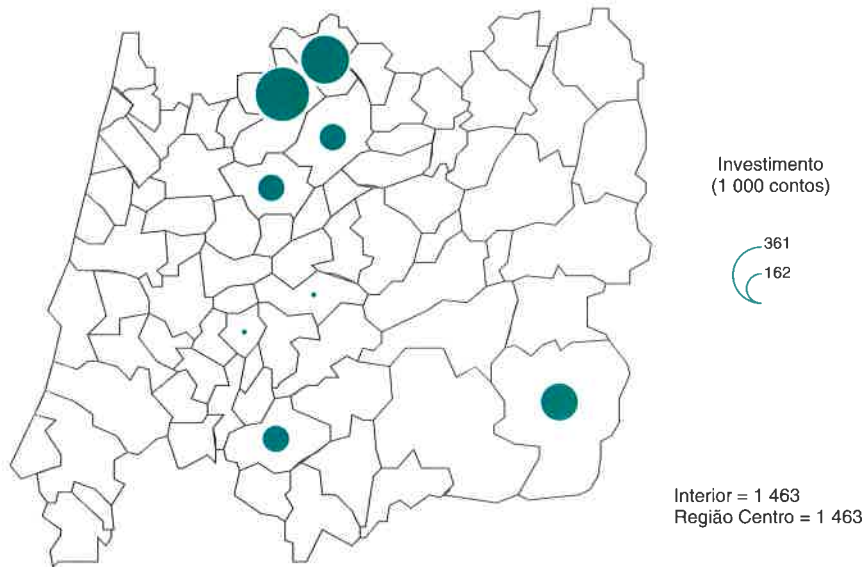 Investimento
(1 000 contos)
361
162
Interior = 1 463
Região Centro = 1 463